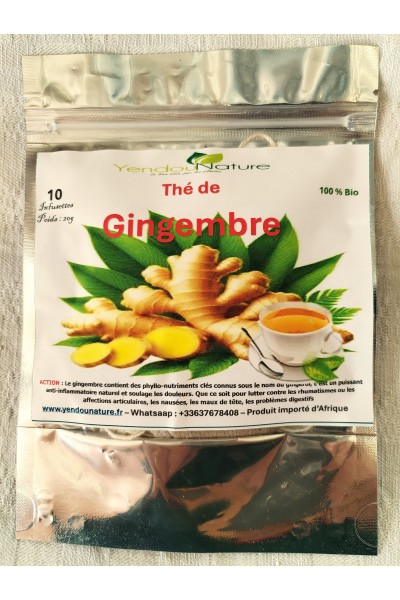 YendouNature
Thé de
Gingembre
10
Infusettes
Poids : 20g
100 % Bio
ACTION : Le gingembre contient des phyllo-nutriments clés connus sous le nom du gingérol, c'est un puissant
anti-inflammatoire naturel et soulage les douleurs. Que ce soit pour lutter contre les rhumatismes ou les
affections articulaires, les nausées, les maux de tête, les problèmes digestifs
www.yendounature.fr – Whatsaap : +33637678408 – Produit importé d'Afrique